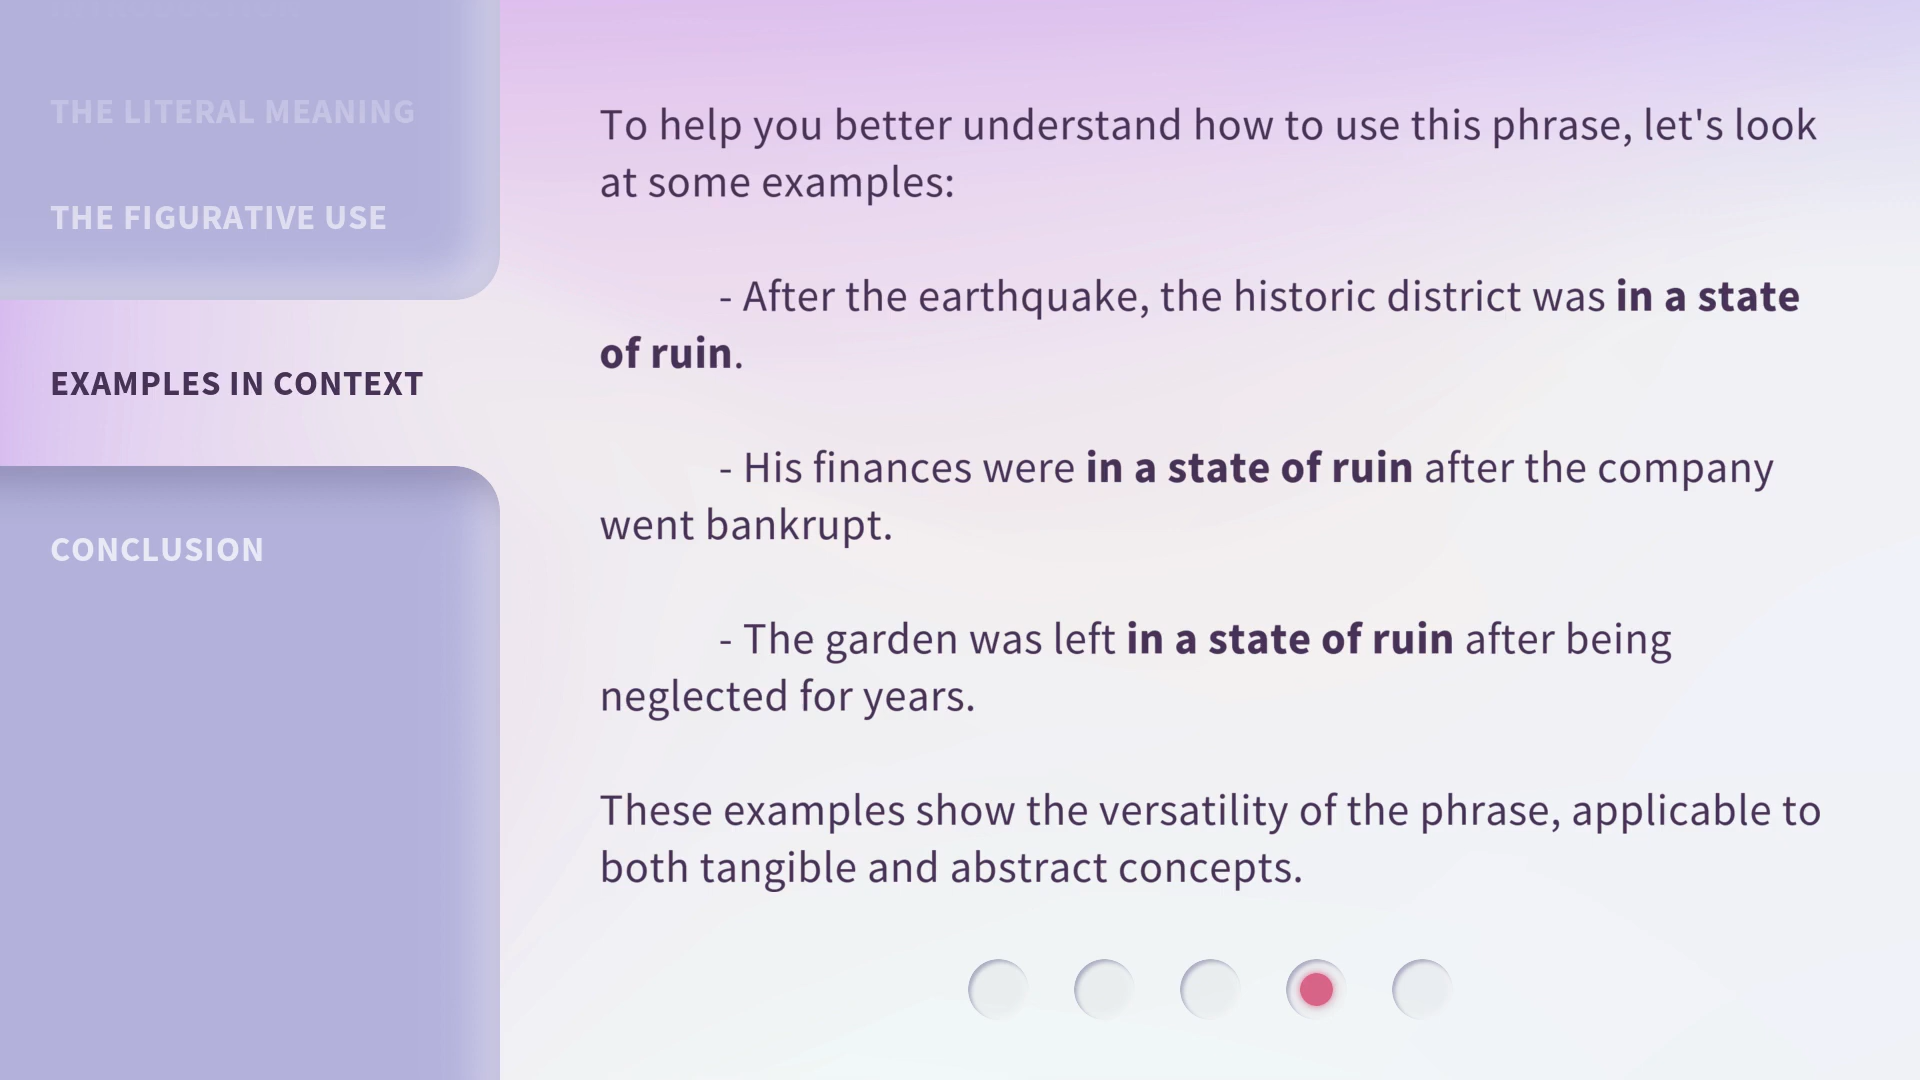 THE LITERAL MEANING
THE FIGURATIVE USE
EXAMPLES IN CONTEXT
CONCLUSION
To help you better understand how to use this phrase, let's look
at some examples:
- After the earthquake, the historic district was in a state
of ruin.
- His finances were in a state of ruin after the company
went bankrupt.
- The garden was left in a state of ruin after being
neglected for years.
These examples show the versatility of the phrase, applicable to
both tangible and abstract concepts.